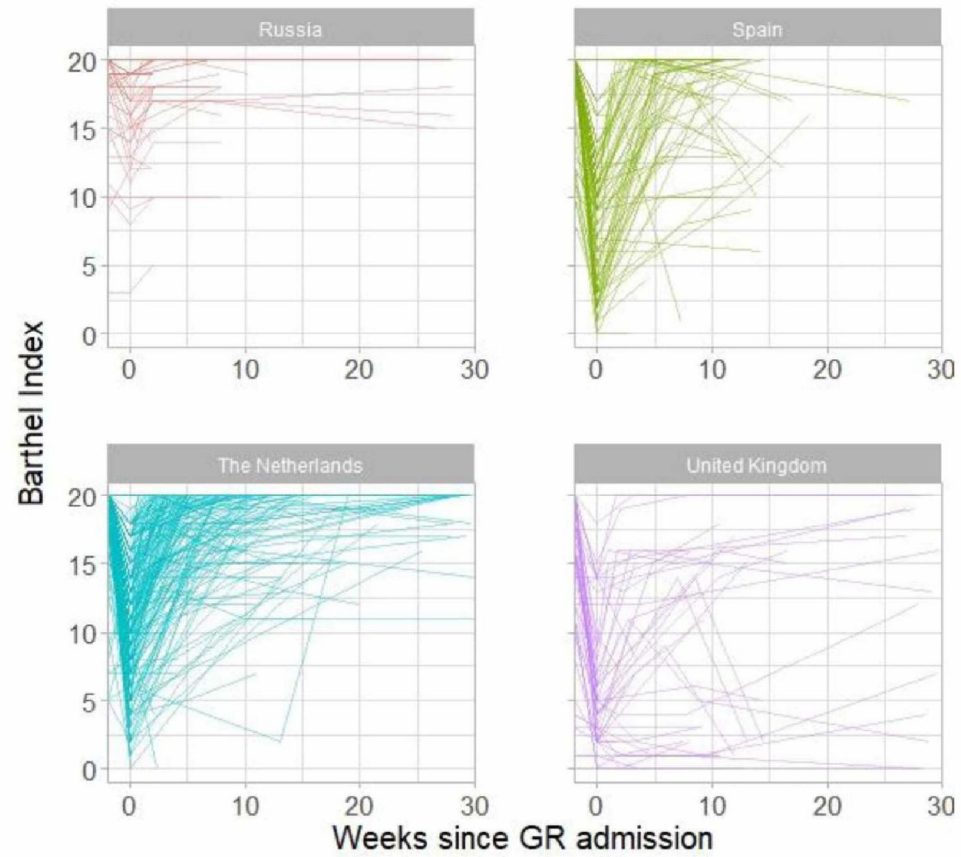 Russia
Spain
20
15
10
5
0
0 10 20 30
0 10 20 30
Barthel Index
The Netherlands
United Kingdom
20
15
10
5
0
0 10 20 30
0 10 20 30
Weeks since GR admission